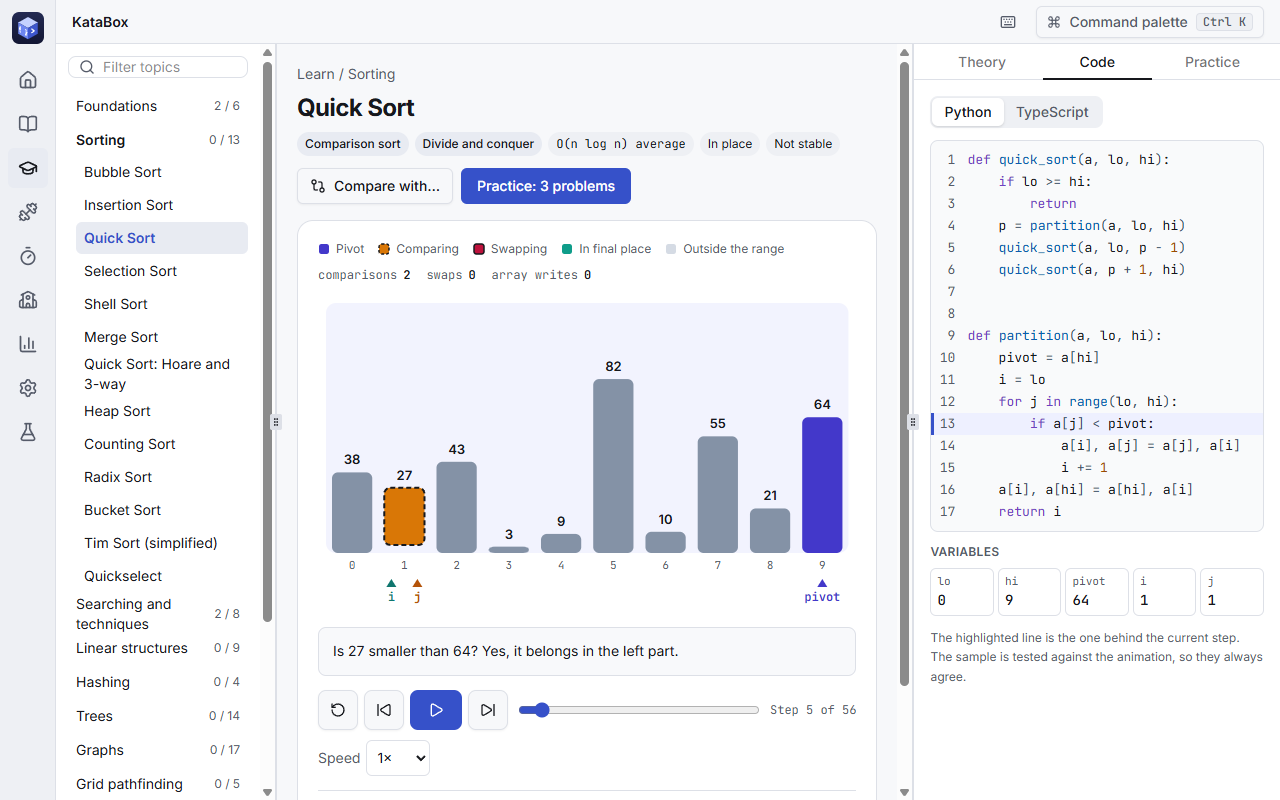 KataBox
Command palette Ctrl K
Filter topics
Foundations 2 / 6
Sorting 0 / 13
Bubble Sort
Insertion Sort
Quick Sort
Selection Sort
Shell Sort
Merge Sort
Quick Sort: Hoare and
3-way
Heap Sort
Counting Sort
Radix Sort
Bucket Sort
Tim Sort (simplified)
Quickselect
Searching and
techniques 2 / 8
Linear structures 0 / 9
Hashing 0 / 4
Trees 0 / 14
Graphs 0 / 17
Grid pathfinding 0 / 5
Learn / Sorting
Quick Sort
Comparison sort Divide and conquer O(n log n) average In place Not stable
Compare with... Practice: 3 problems
Pivot Comparing Swapping In final place Outside the range
comparisons 2 swaps 0 array writes 0
38 27 43 3 9 82 10 55 21 64
0 1 2 3 4 5 6 7 8 9
i j pivot
Is 27 smaller than 64? Yes, it belongs in the left part.
Step 5 of 56
Speed 1×
Theory Code Practice
Python TypeScript
1 def quick_sort(a, lo, hi):
2 if lo >= hi:
3 return
4 p = partition(a, lo, hi)
5 quick_sort(a, lo, p - 1)
6 quick_sort(a, p + 1, hi)
7
8
9 def partition(a, lo, hi):
10 pivot = a[hi]
11 i = lo
12 for j in range(lo, hi):
13 if a[j] < pivot:
14 a[i], a[j] = a[j], a[i]
15 i += 1
16 a[i], a[hi] = a[hi], a[i]
17 return i
VARIABLES
lo hi pivot i j
0 9 64 1 1
The highlighted line is the one behind the current step.
The sample is tested against the animation, so they always
agree.